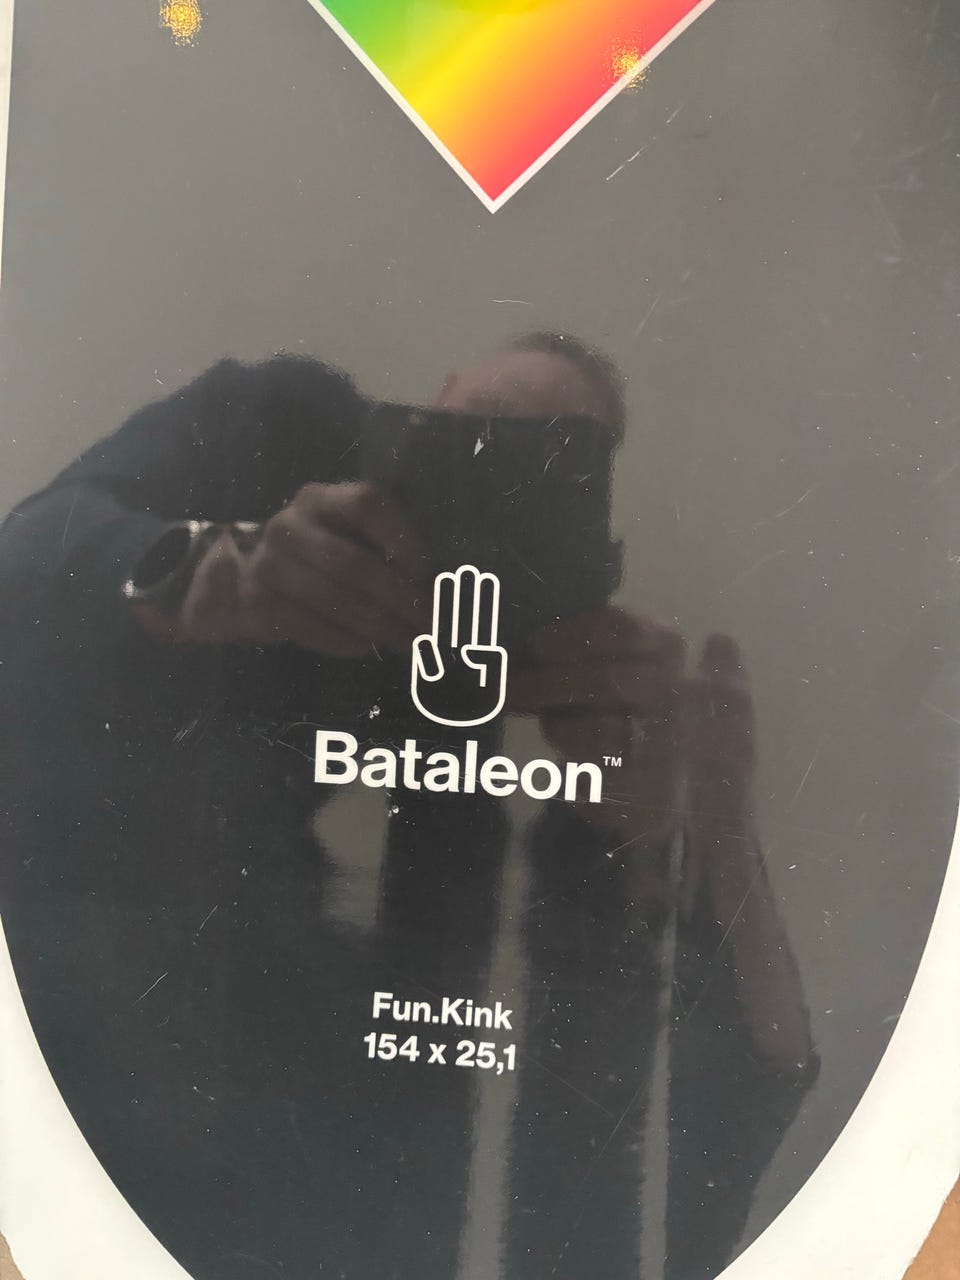 Bataleon™
Fun.Kink
154 x 25,1